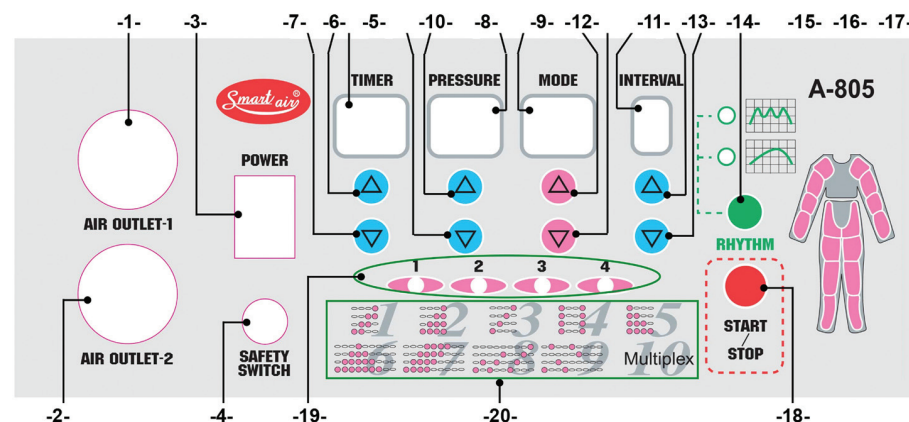 -1- -3- -7- -6- -5- -10- -8- -9- -12- -11- -13- -14- -15- -16- -17-
Smart air®
TIMER PRESSURE MODE INTERVAL
A-805
POWER
AIR OUTLET-1
RHYTHM
1 2 3 4
1 2 3 4 5
6 7 8 9 10
Multiplex
AIR OUTLET-2
SAFETY
SWITCH
START
/
STOP
-2- -4- -19- -20- -18-